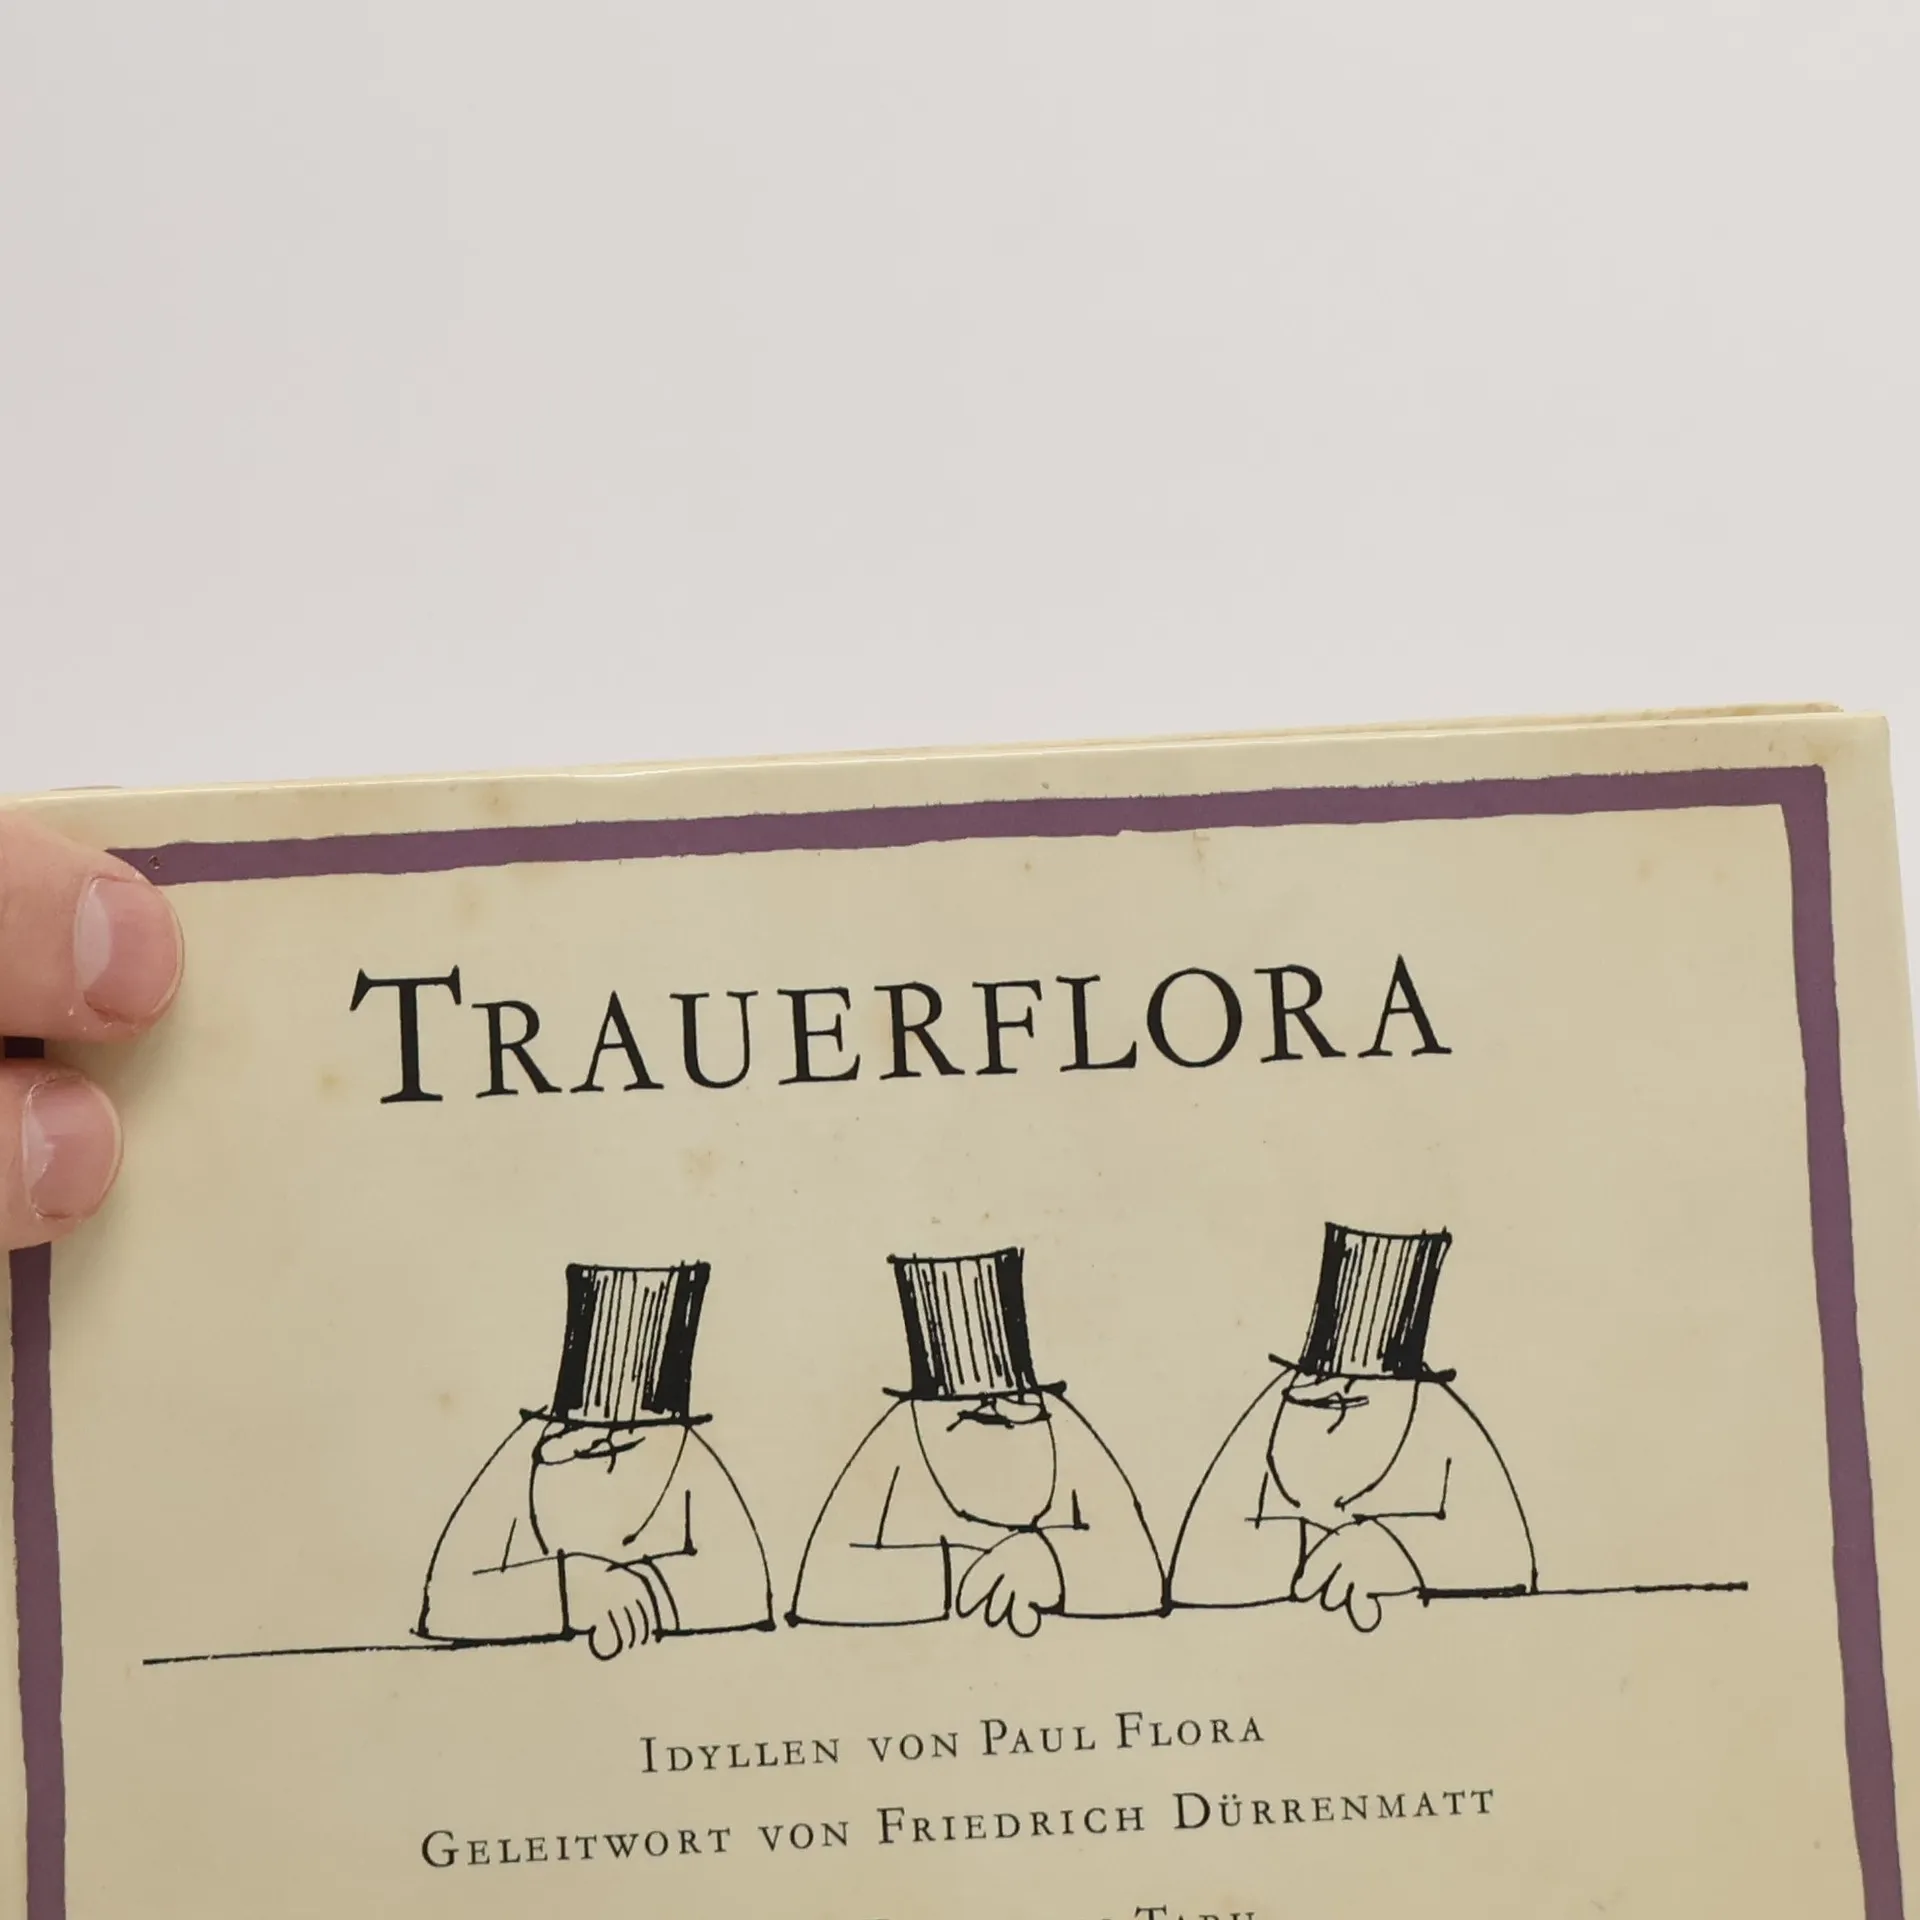 TRAUERFLORA
IDYLLEN VON PAUL FLORA
GELEITWORT VON FRIEDRICH DÜRRENMATT